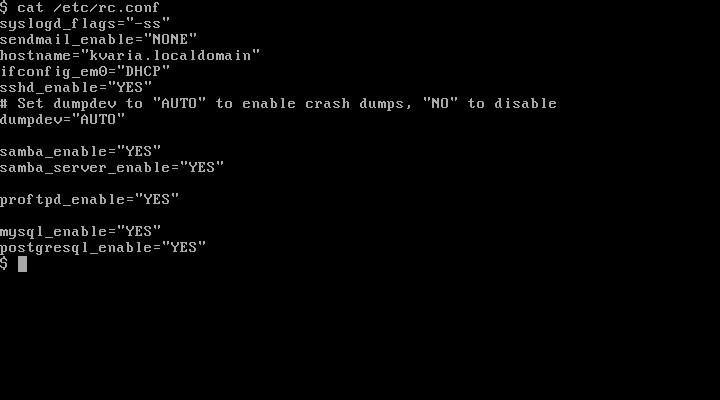 $ cat /etc/rc.conf
syslogd_flags="-ss"
sendmail_enable="NONE"
hostname="kvaria.localdomain"
ifconfig_em0="DHCP"
sshd_enable="YES"
# Set dumpdev to "AUTO" to enable crash dumps, "NO" to disable
dumpdev="AUTO"

samba_enable="YES"
samba_server_enable="YES"

proftpd_enable="YES"

mysql_enable="YES"
postgresql_enable="YES"
$